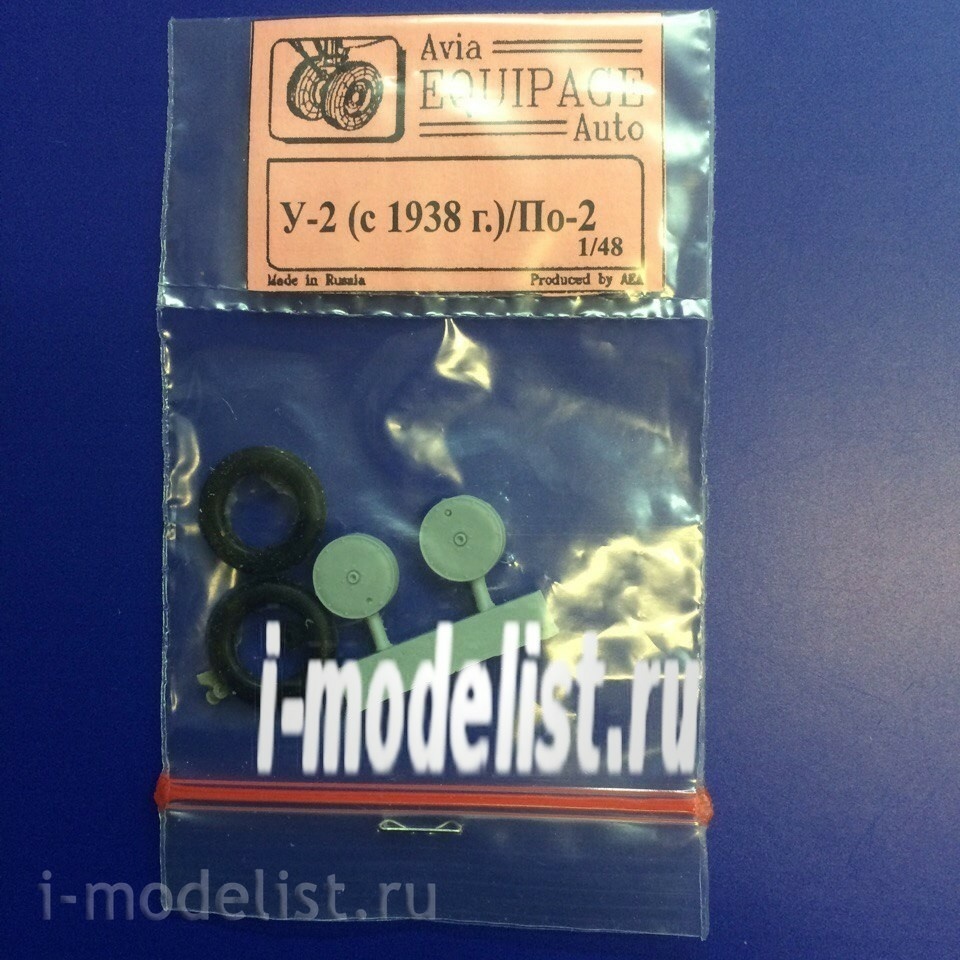 Avia
EQUIPAGE
Auto
У-2 (с 1938 г.)/По-2
1/48
Made in Russia
Produced by AEA
i-modelist.ru
i-modelist.ru